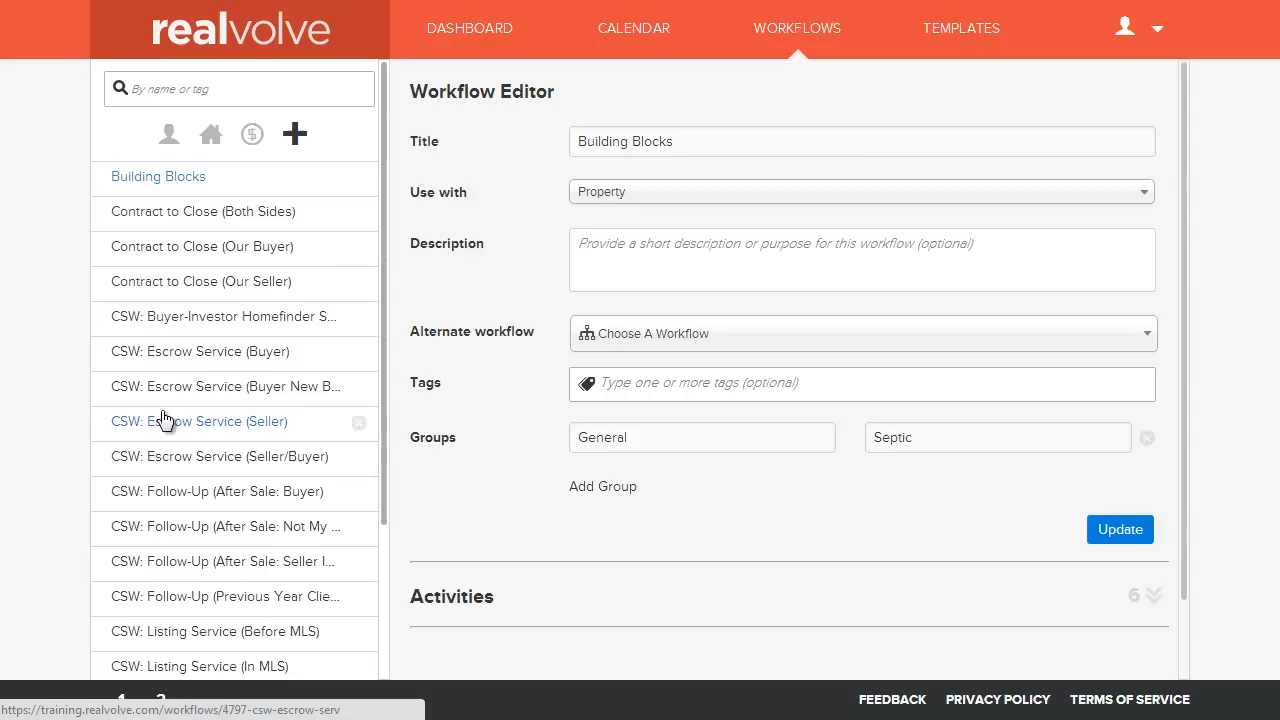 realvolve
DASHBOARD
CALENDAR
WORKFLOWS
TEMPLATES
By name or tag
Building Blocks
Contract to Close (Both Sides)
Contract to Close (Our Buyer)
Contract to Close (Our Seller)
CSW: Buyer-Investor Homefinder S...
CSW: Escrow Service (Buyer)
CSW: Escrow Service (Buyer New B...
CSW: Escrow Service (Seller)
CSW: Escrow Service (Seller/Buyer)
CSW: Follow-Up (After Sale: Buyer)
CSW: Follow-Up (After Sale: Not My ...
CSW: Follow-Up (After Sale: Seller I...
CSW: Follow-Up (Previous Year Clie...
CSW: Listing Service (Before MLS)
CSW: Listing Service (In MLS)
1 2
https://training.realvolve.com/workflows/4797-csw-escrow-serv
Workflow Editor
Title
Building Blocks
Use with
Property
Description
Provide a short description or purpose for this workflow (optional)
Alternate workflow
Choose A Workflow
Tags
Type one or more tags (optional)
Groups
General
Septic
Add Group
Update
Activities
6
FEEDBACK
PRIVACY POLICY
TERMS OF SERVICE